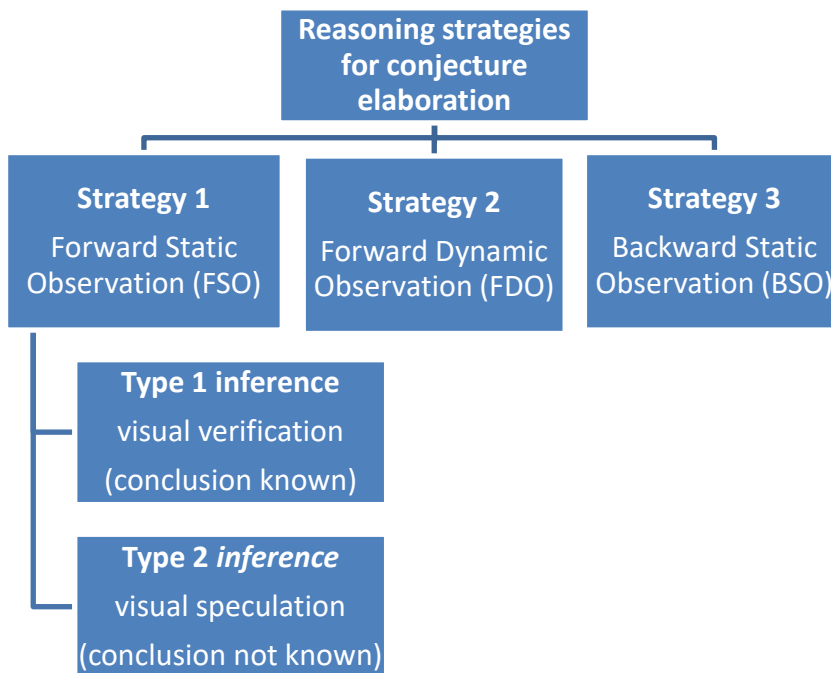 Reasoning strategies
for conjecture
elaboration
Strategy 1
Forward Static
Observation (FSO)
Strategy 2
Forward Dynamic
Observation (FDO)
Strategy 3
Backward Static
Observation (BSO)
Type 1 inference
visual verification
(conclusion known)
Type 2 inference
visual speculation
(conclusion not known)